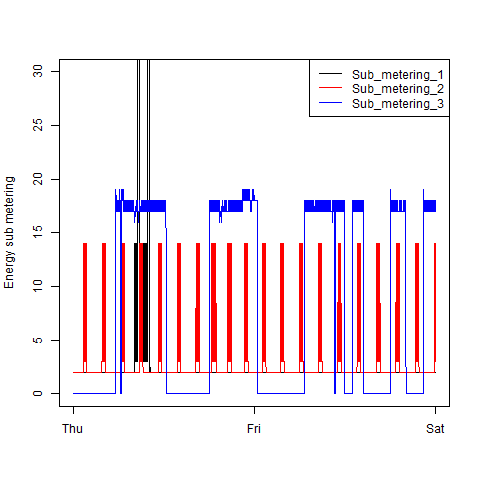 Sub_metering_1
Sub_metering_2
Sub_metering_3
Energy sub metering
30
25
20
15
10
5
0
Thu Fri Sat